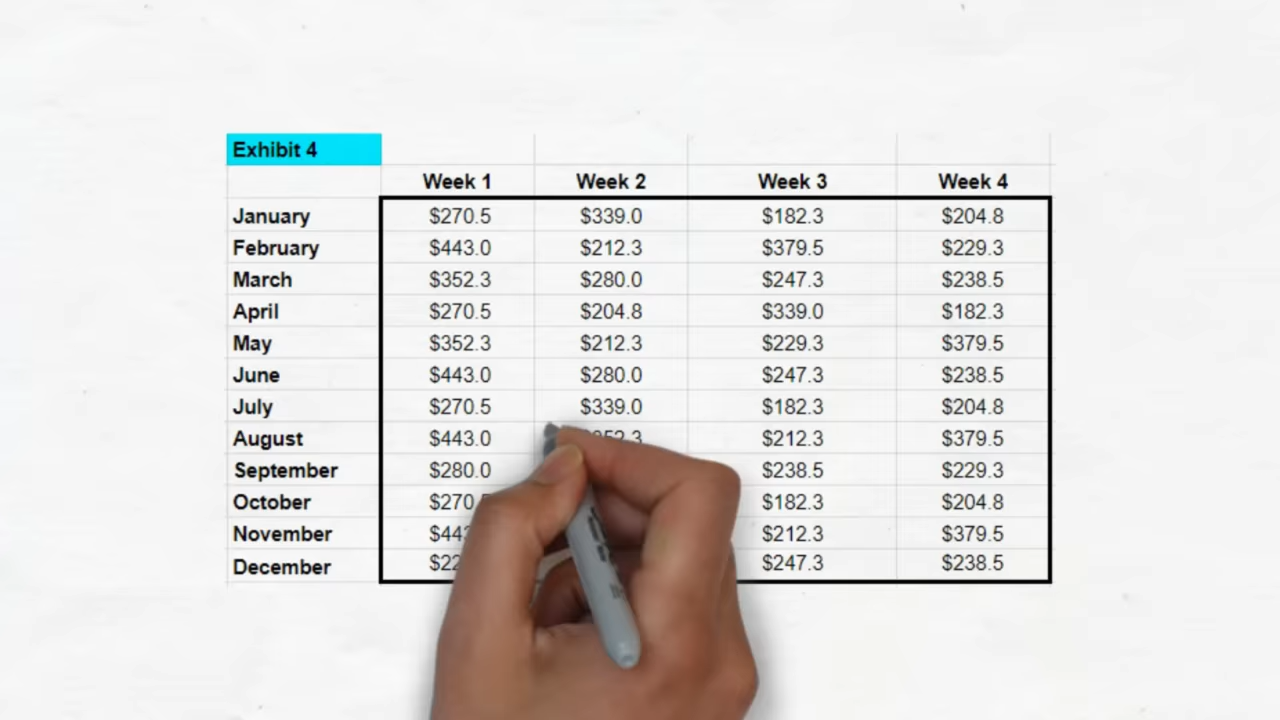 Exhibit 4
Week 1 Week 2 Week 3 Week 4
January $270.5 $339.0 $182.3 $204.8
February $443.0 $212.3 $379.5 $229.3
March $352.3 $280.0 $247.3 $238.5
April $270.5 $204.8 $339.0 $182.3
May $352.3 $212.3 $229.3 $379.5
June $443.0 $280.0 $247.3 $238.5
July $270.5 $339.0 $182.3 $204.8
August $443.0 $212.3 $379.5
September $280.0 $238.5 $229.3
October $182.3 $204.8
November $212.3 $379.5
December $247.3 $238.5